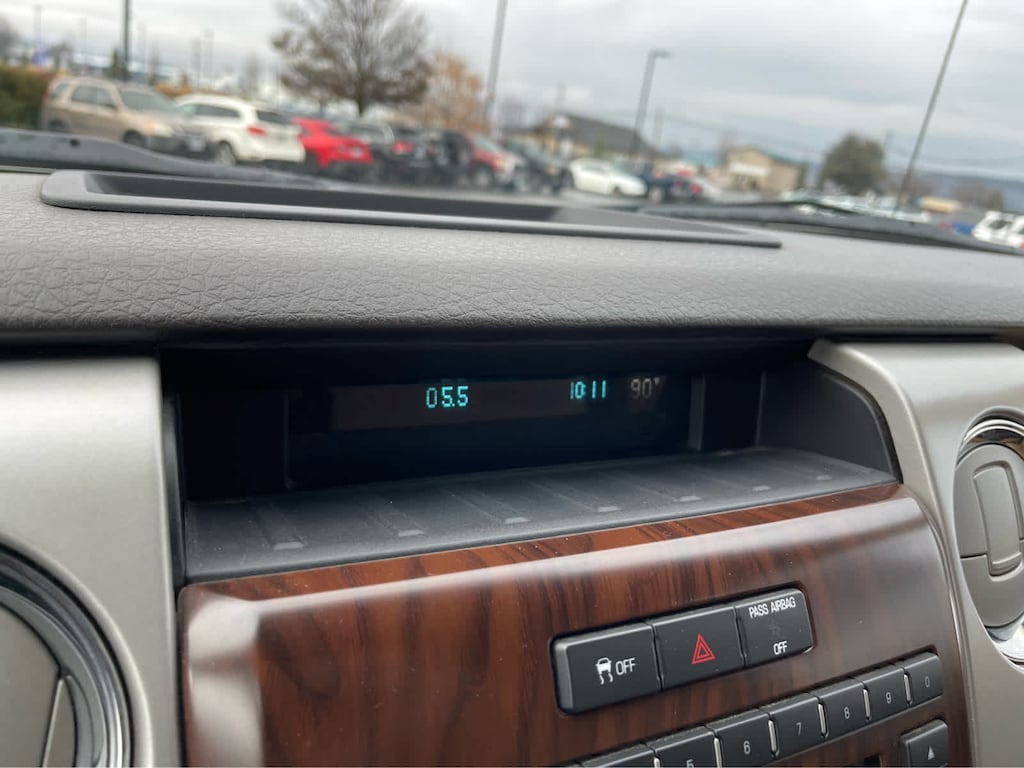 05.5 10:11 90°
PASS AIRBAG
OFF OFF
5 6 7 8 9 0